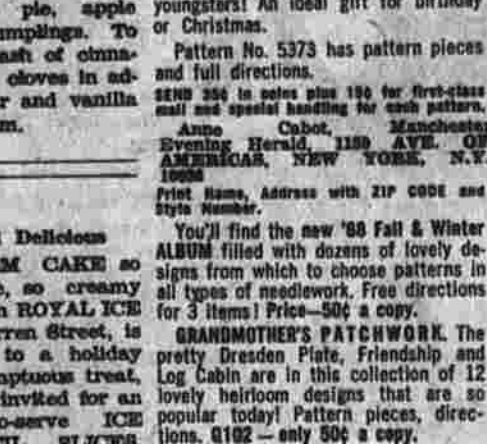 pie, apple
umplings. To
ash of cinna-
cloves in ad-
r and vanilla
m.
Delicious
M CAKE so
e, so creamy
n ROYAL ICE
rren Street, is
to a holiday
mptuous treat,
invited for an
o-serve ICE
SLICES
youngsters! An ideal gift for birthday
or Christmas.
Pattern No. 5373 has pattern pieces
and full directions.
SEND 35¢ in coins plus 15¢ for first-class
mail and special handling for each pattern.
Anne Cabot, Manchester
Evening Herald, 1150 AVE. OF
AMERICAS, NEW YORK, N.Y.
10036
Print Name, Address with ZIP CODE and
Style Number.
You'll find the new '68 Fall & Winter
ALBUM filled with dozens of lovely de-
signs from which to choose patterns in
all types of needlework. Free directions
for 3 items! Price—50¢ a copy.
GRANDMOTHER'S PATCHWORK. The
pretty Dresden Plate, Friendship and
Log Cabin are in this collection of 12
lovely heirloom designs that are so
popular today! Pattern pieces, direc-
tions. Q102 — only 50¢ a copy.